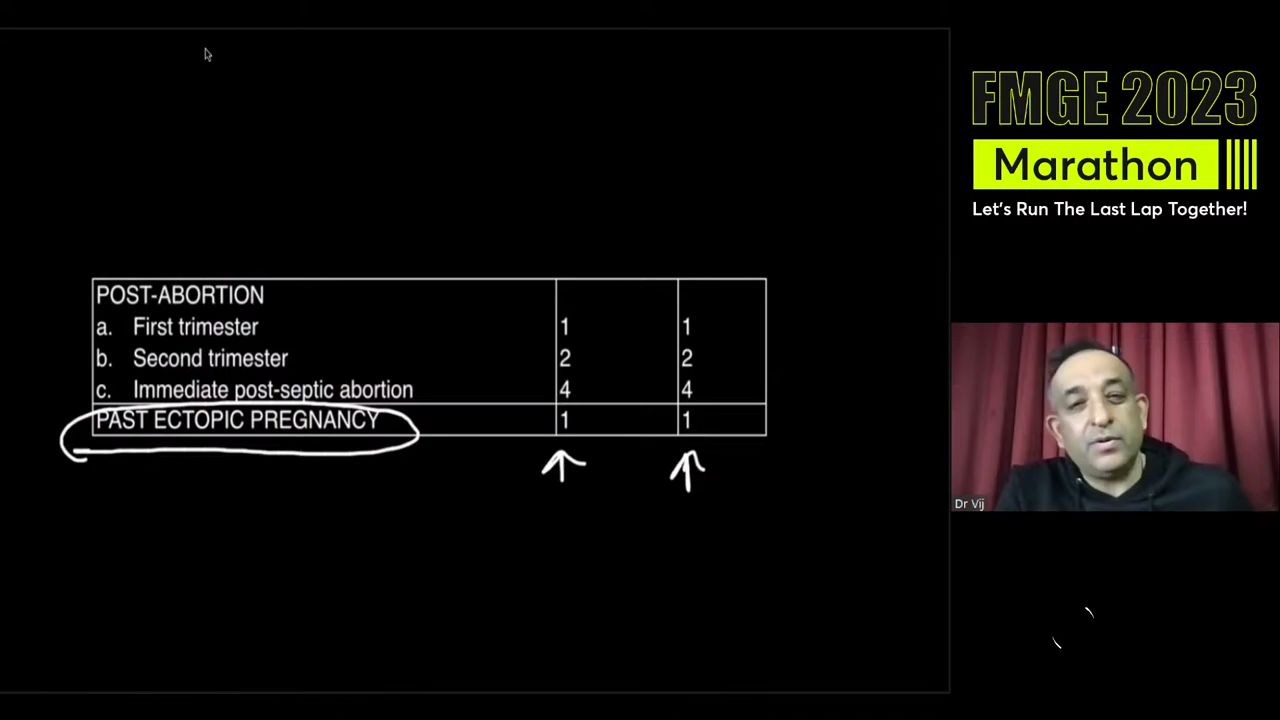 FMGE 2023
Marathon
Let's Run The Last Lap Together!
POST-ABORTION
a. First trimester 1 1
b. Second trimester 2 2
c. Immediate post-septic abortion 4 4
PAST ECTOPIC PREGNANCY 1 1
Dr Vij